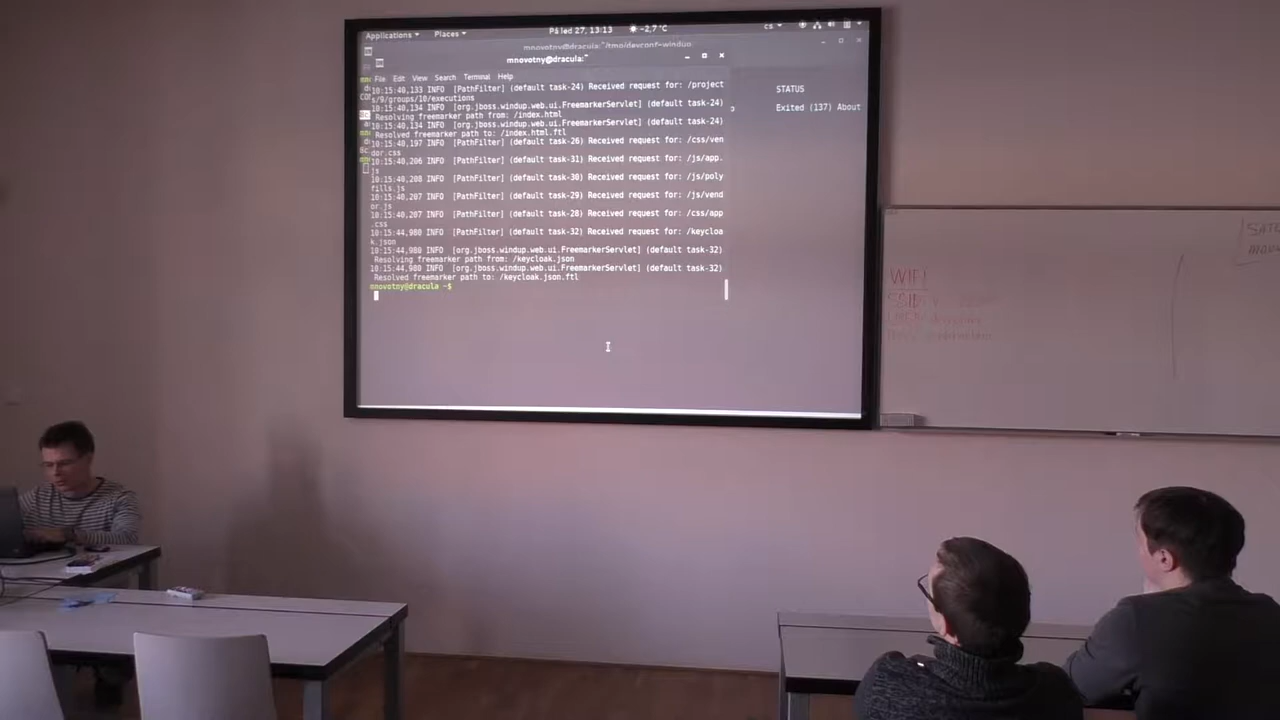 Applications Places Pá led 27, 13:13 -2,7 °C cs
mnovotny@dracula:~/tmp/devconf-windup
mnovotny@dracula:~
File Edit View Search Terminal Help
10:15:40,133 INFO [PathFilter] (default task-24) Received request for: /project
s/9/groups/10/executions
10:15:40,134 INFO [org.jboss.windup.web.ui.FreemarkerServlet] (default task-24)
Resolving freemarker path from: /index.html
10:15:40,134 INFO [org.jboss.windup.web.ui.FreemarkerServlet] (default task-24)
Resolved freemarker path to: /index.html.ftl
10:15:40,197 INFO [PathFilter] (default task-26) Received request for: /css/ven
dor.css
10:15:40,206 INFO [PathFilter] (default task-31) Received request for: /js/app.
js
10:15:40,208 INFO [PathFilter] (default task-30) Received request for: /js/poly
fills.js
10:15:40,207 INFO [PathFilter] (default task-29) Received request for: /js/vend
or.js
10:15:40,207 INFO [PathFilter] (default task-28) Received request for: /css/app
.css
10:15:44,980 INFO [PathFilter] (default task-32) Received request for: /keycloa
k.json
10:15:44,980 INFO [org.jboss.windup.web.ui.FreemarkerServlet] (default task-32)
Resolving freemarker path from: /keycloak.json
10:15:44,980 INFO [org.jboss.windup.web.ui.FreemarkerServlet] (default task-32)
Resolved freemarker path to: /keycloak.json.ftl
mnovotny@dracula ~$
STATUS
Exited (137) About
WIFI
SSID